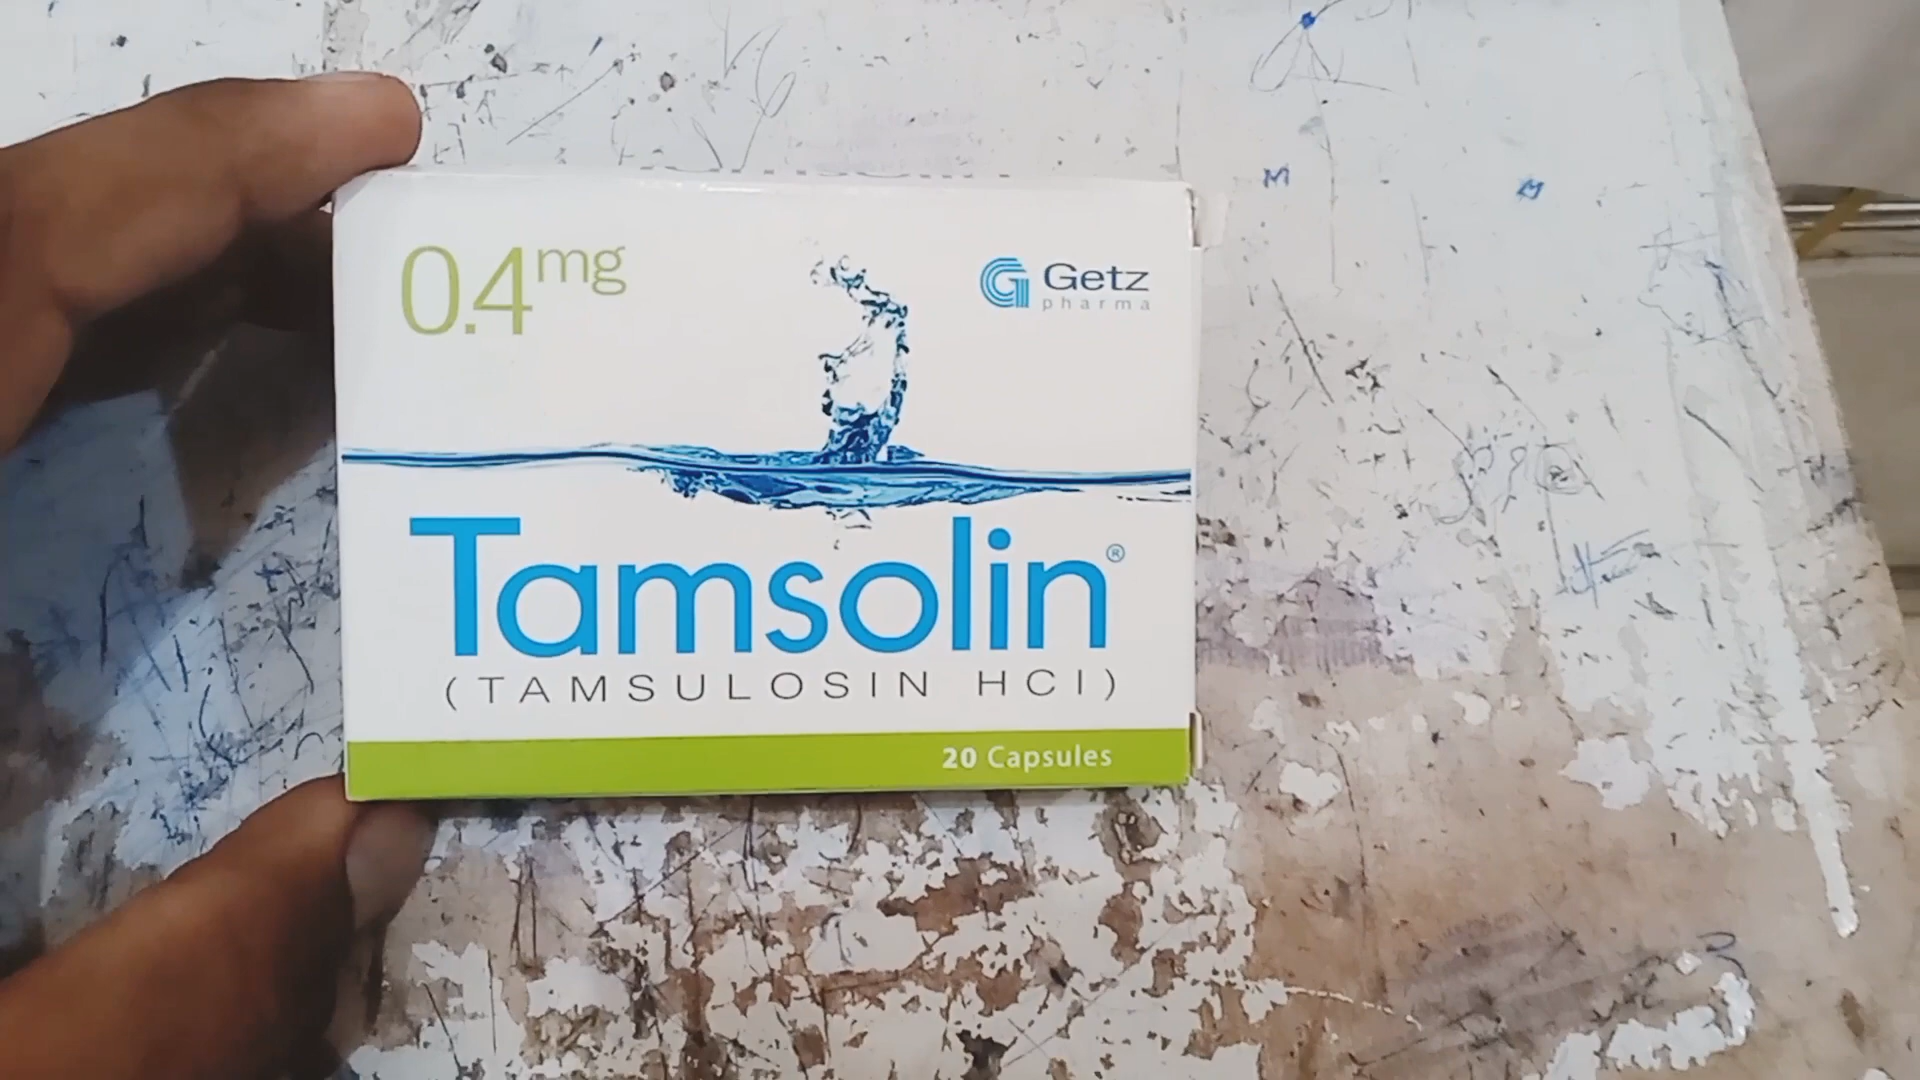 0.4mg
Getz
pharma
Tamsolin®
(TAMSULOSIN HCl)
20 Capsules